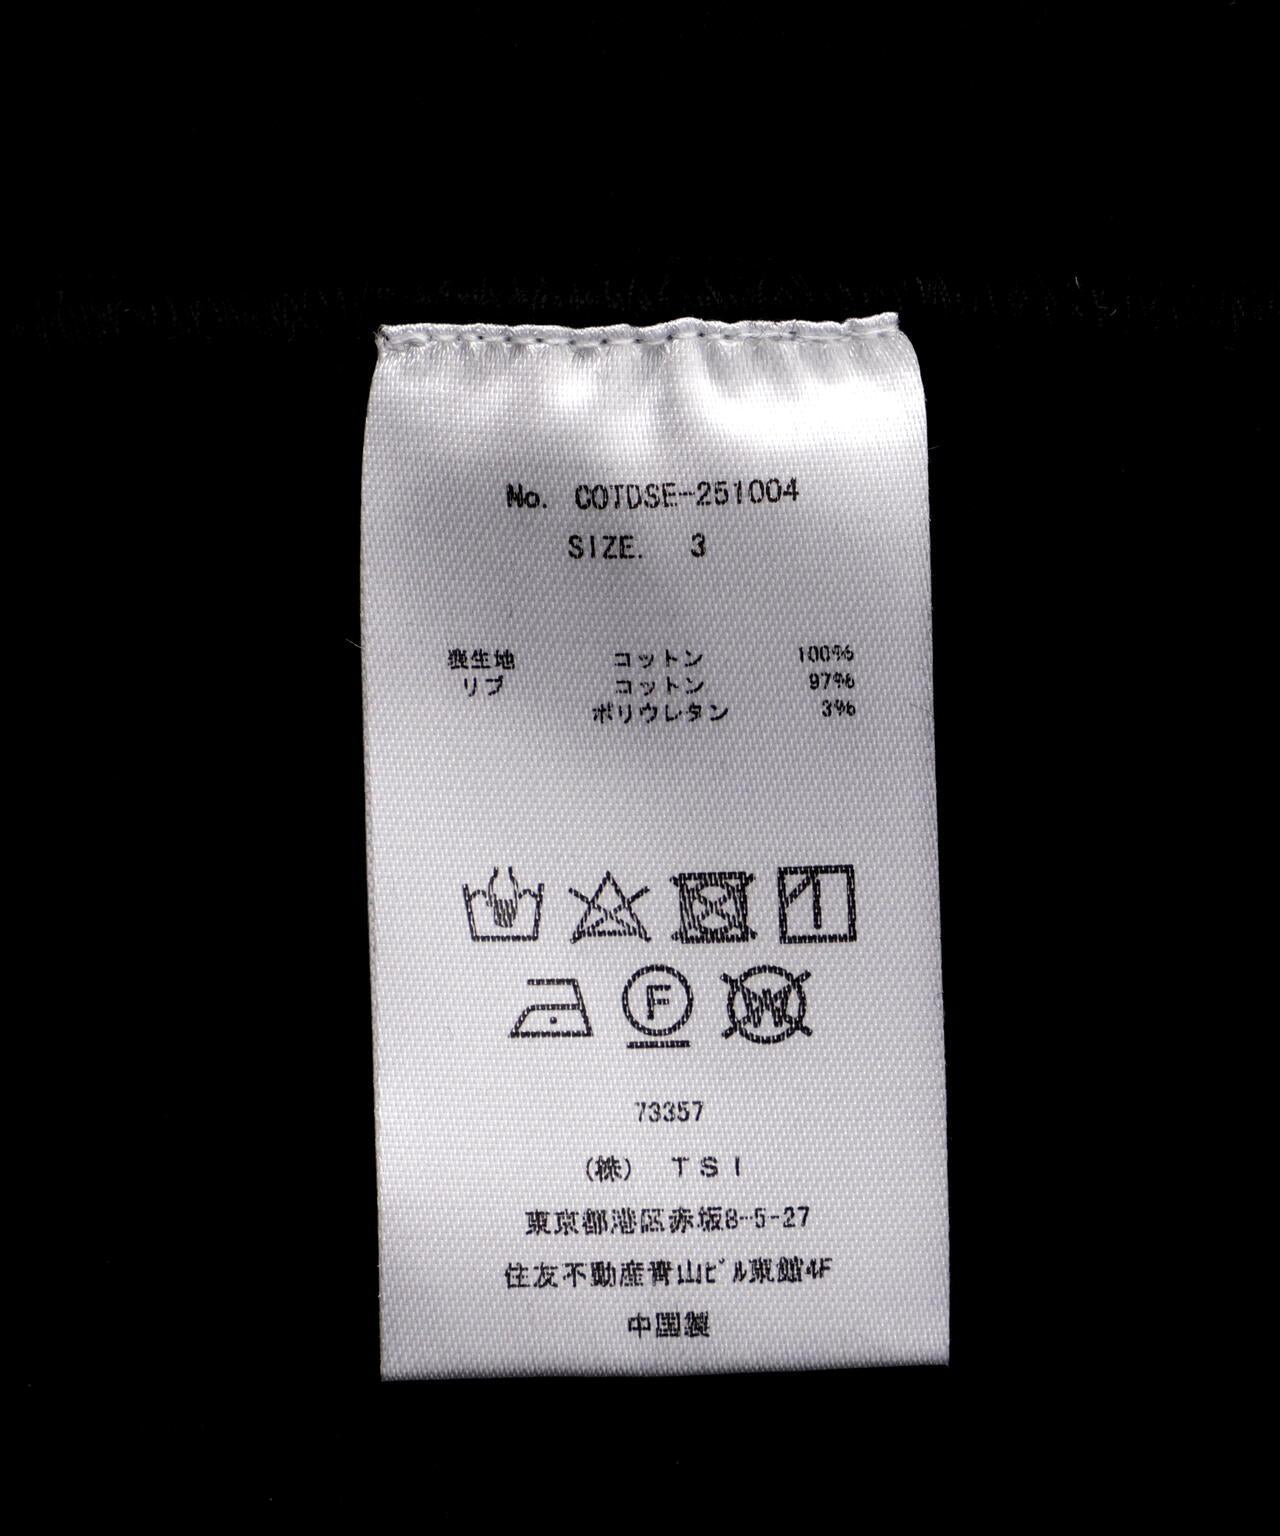 No. COTDSE-251004
SIZE. 3
表生地 コットン 100%
リブ コットン 97%
ポリウレタン 3%
F
W
73357
(株) TSI
東京都港区赤坂8-5-27
住友不動産青山ビル東館4F
中国製